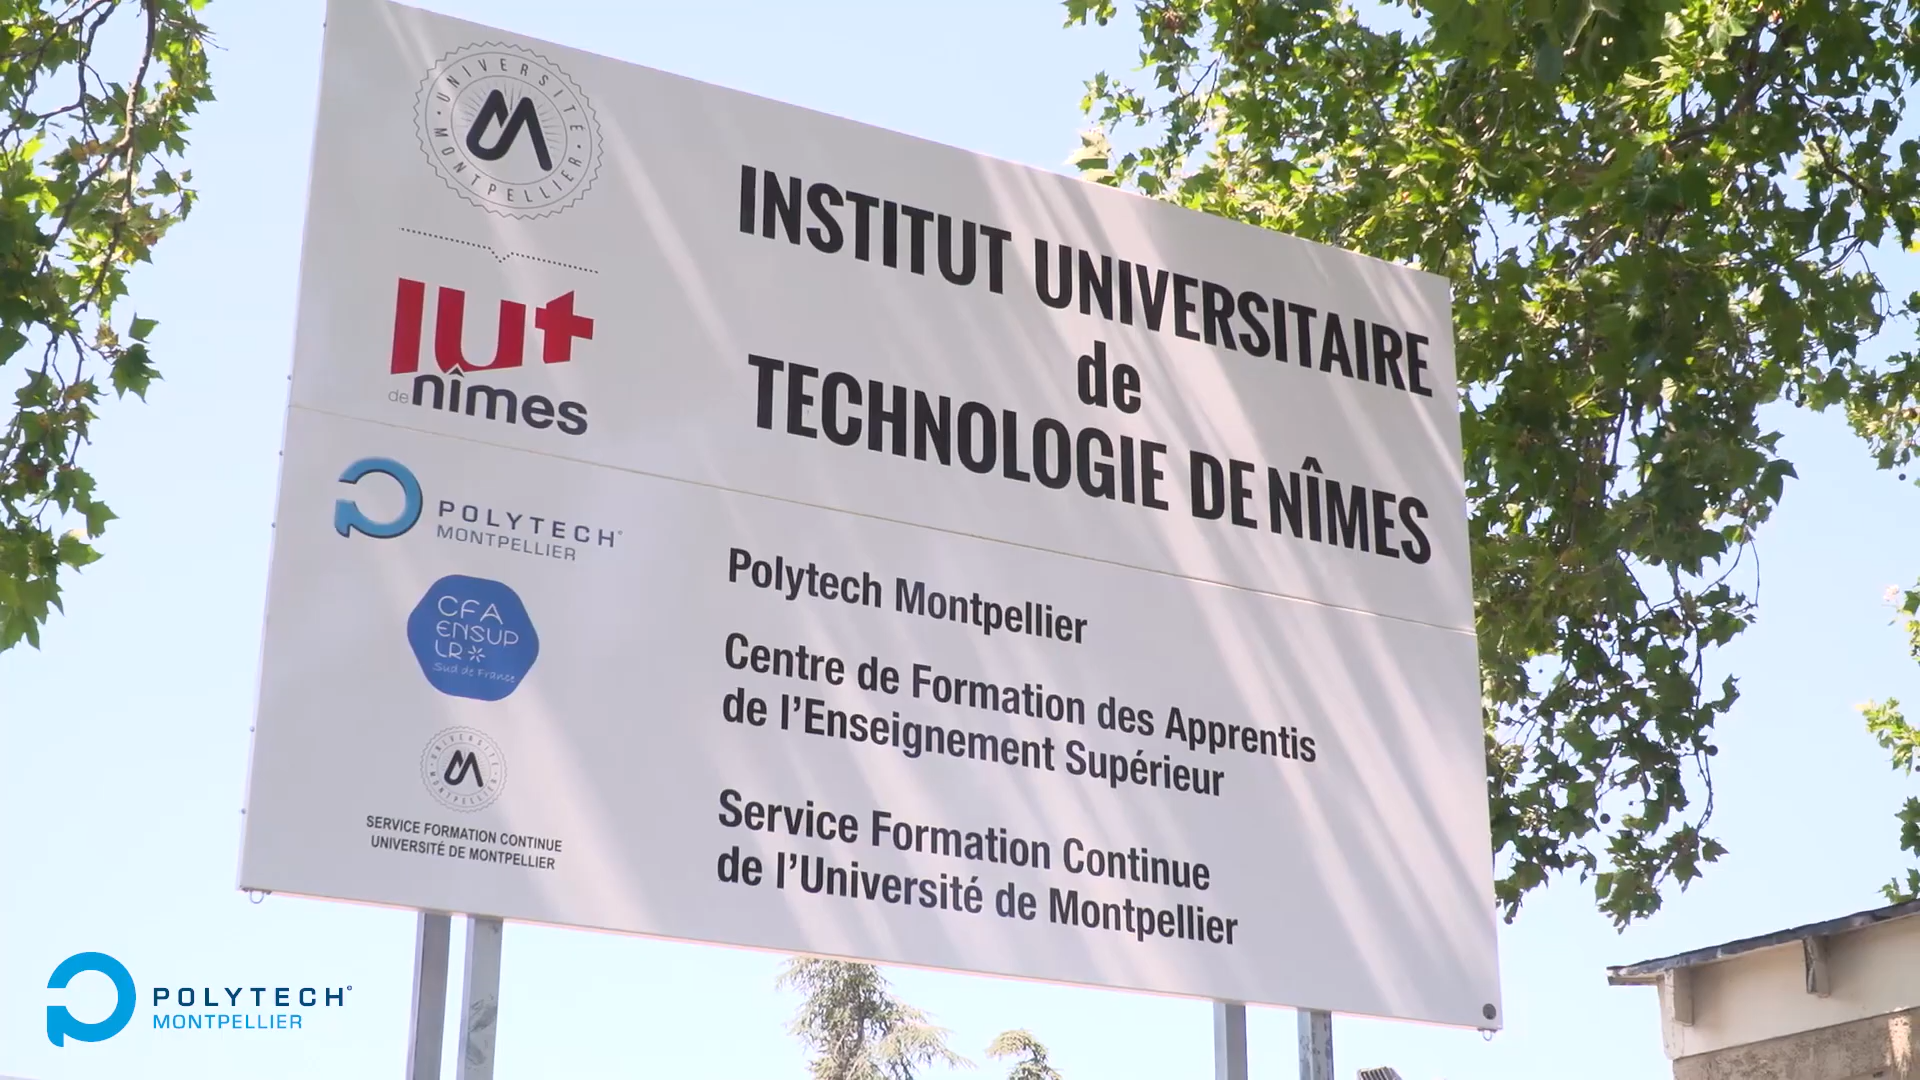 UNIVERSITÉ
MONTPELLIER
INSTITUT UNIVERSITAIRE
de
TECHNOLOGIE DE NÎMES
iut
de nîmes
POLYTECH
MONTPELLIER
Polytech Montpellier
CFA
ENSUP
LR
Sud de France
Centre de Formation des Apprentis
de l'Enseignement Supérieur
UNIVERSITÉ
MONTPELLIER
SERVICE FORMATION CONTINUE
UNIVERSITÉ DE MONTPELLIER
Service Formation Continue
de l'Université de Montpellier
POLYTECH
MONTPELLIER